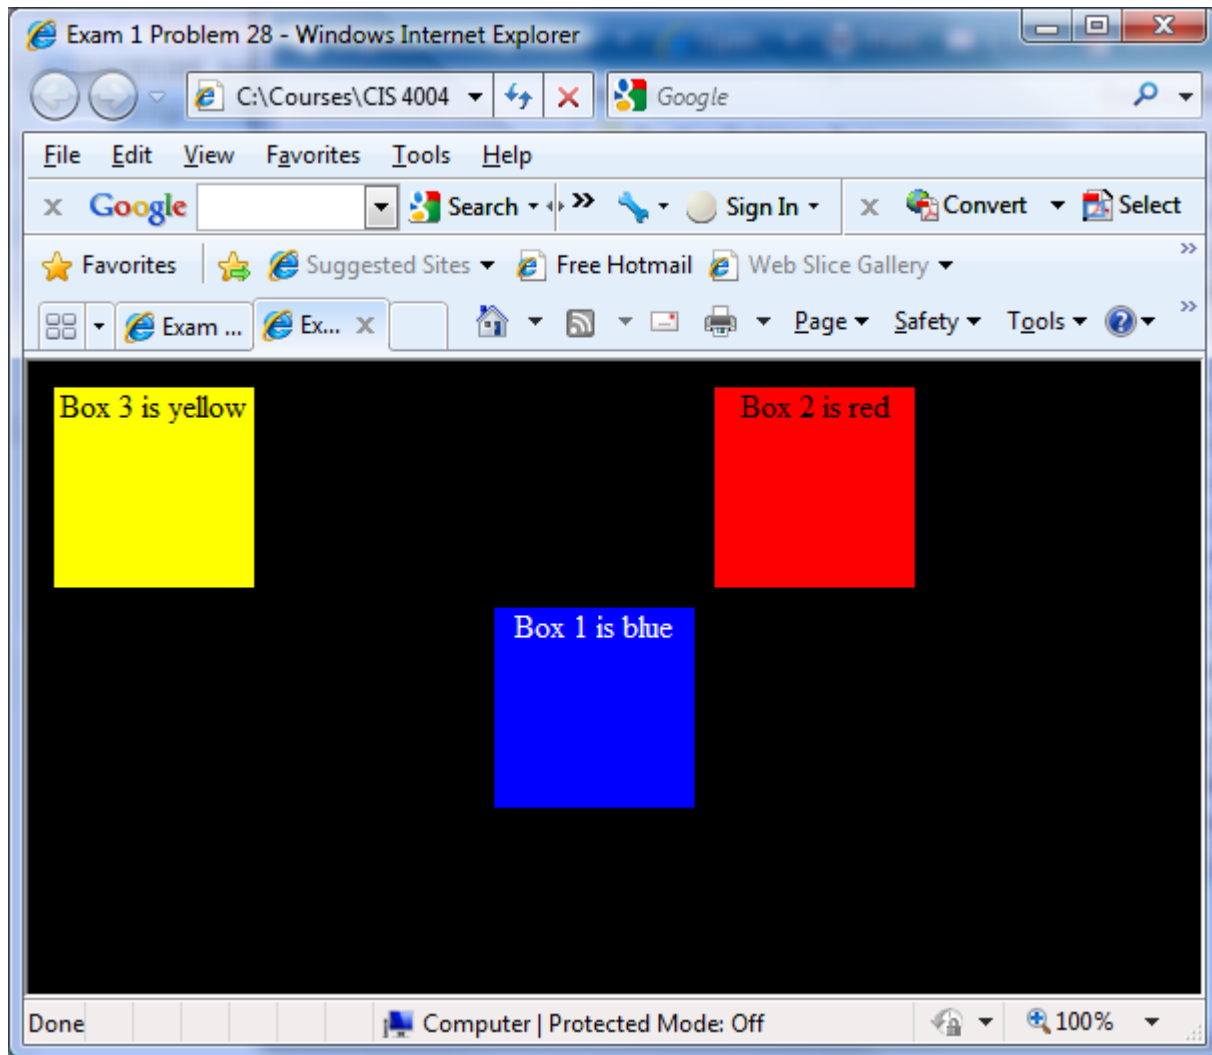 Exam 1 Problem 28 - Windows Internet Explorer
C:\Courses\CIS 4004 Google
File Edit View Favorites Tools Help
x Google Search Sign In x Convert Select
Favorites Suggested Sites Free Hotmail Web Slice Gallery
Exam ... Ex... x Page Safety Tools
Box 3 is yellow Box 2 is red
Box 1 is blue
Done Computer | Protected Mode: Off 100%